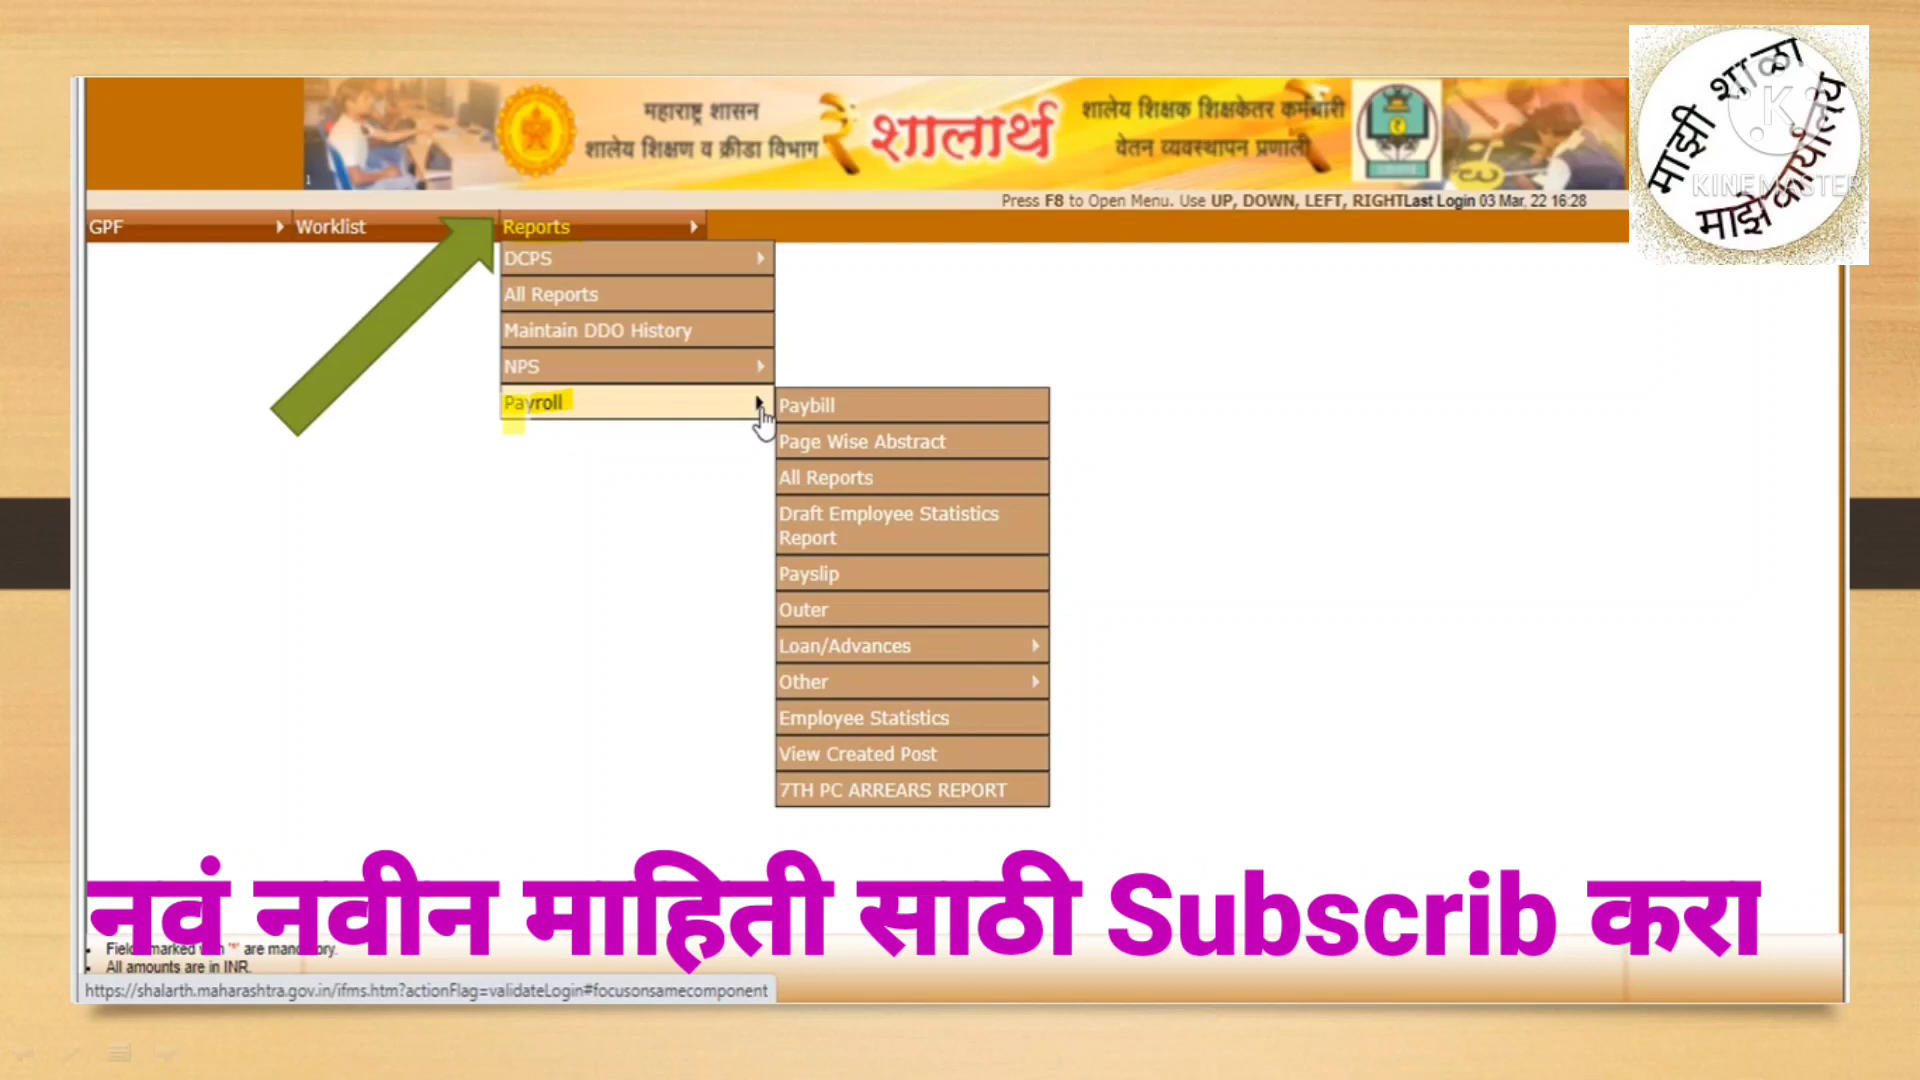 महाराष्ट्र शासन
शालेय शिक्षण व क्रीडा विभाग
शालार्थ
शालेय शिक्षक शिक्षकेतर कर्मचारी
वेतन व्यवस्थापन प्रणाली
माझी शाळा
माझे कार्यालय
K
KINEMASTER
1
Press F8 to Open Menu. Use UP, DOWN, LEFT, RIGHTLast Login 03 Mar, 22 16:28
GPF
Worklist
Reports
DCPS
All Reports
Maintain DDO History
NPS
Payroll
Paybill
Page Wise Abstract
All Reports
Draft Employee Statistics
Report
Payslip
Outer
Loan/Advances
Other
Employee Statistics
View Created Post
7TH PC ARREARS REPORT
नवं नवीन माहिती साठी Subscrib करा
marked "*" are
All amounts are in INR.
https://shalarth.maharashtra.gov.in/ifms.htm?actionFlag=validateLogin#focusonsamecomponent